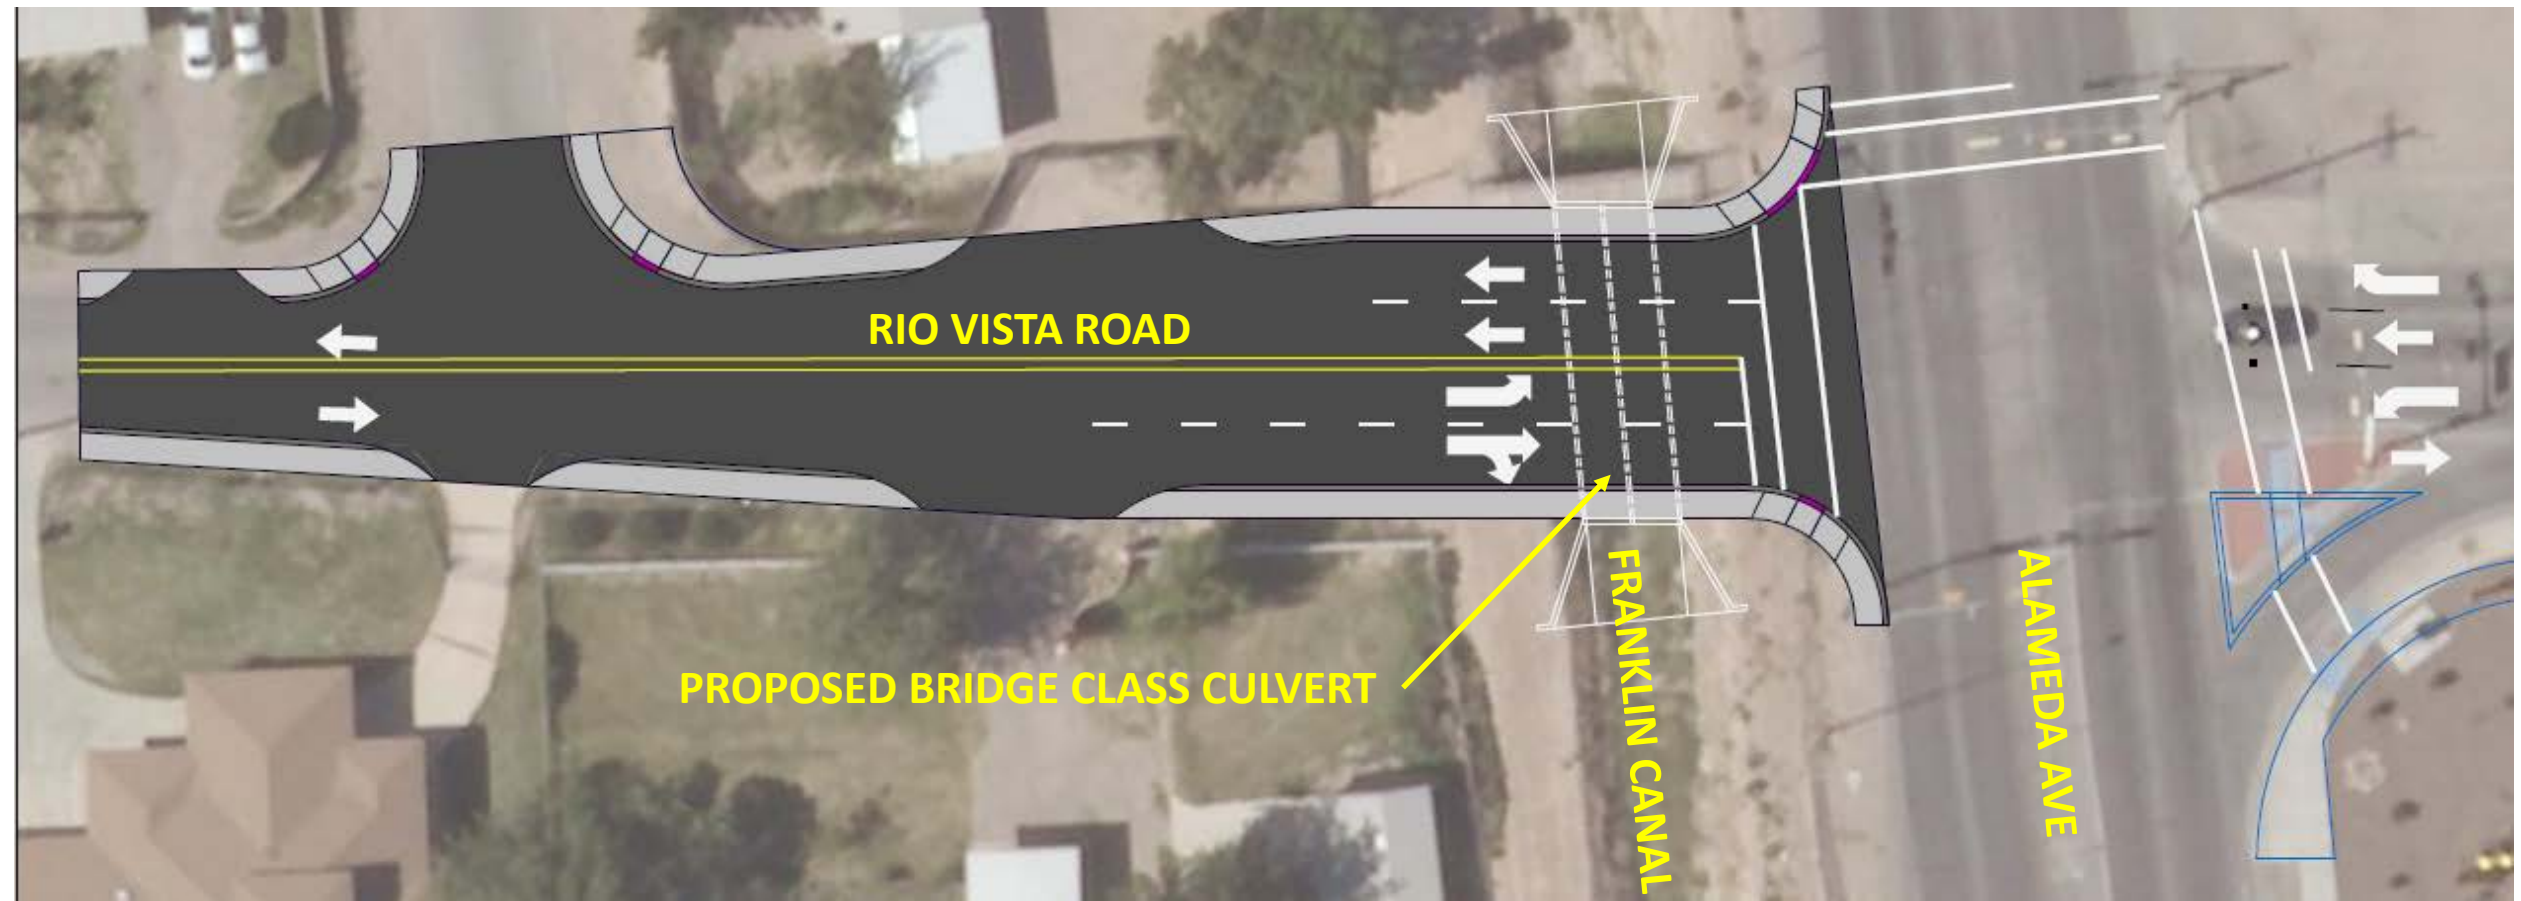 RIO VISTA ROAD
PROPOSED BRIDGE CLASS CULVERT
FRANKLIN CANAL
ALAMEDA AVE